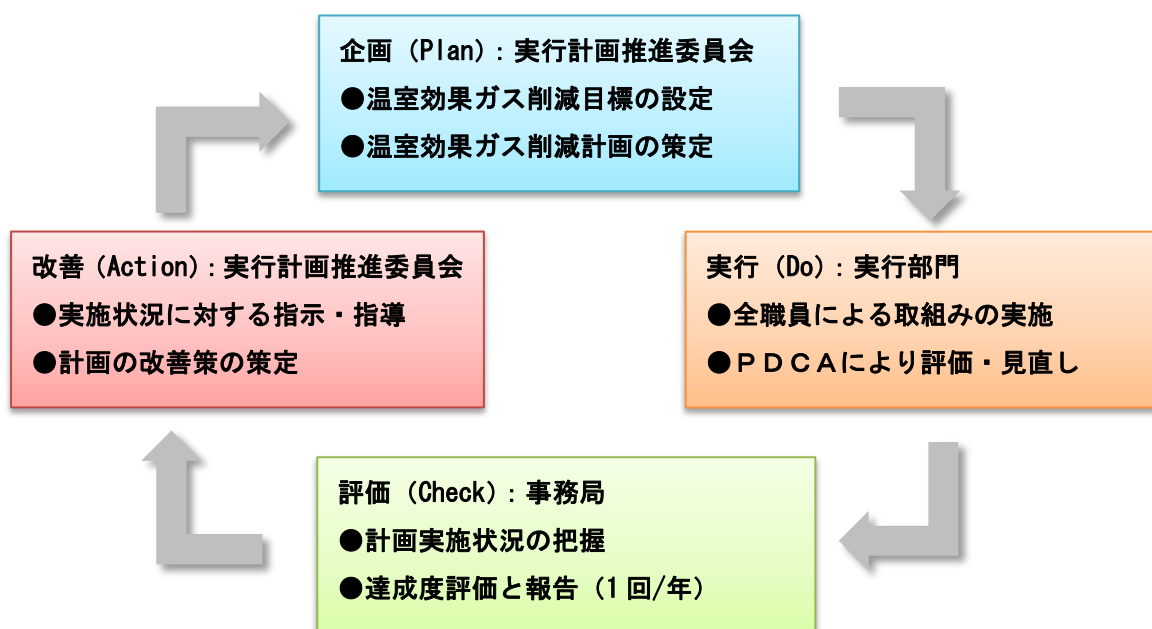 企画（Plan）：実行計画推進委員会
●温室効果ガス削減目標の設定
●温室効果ガス削減計画の策定
改善（Action）：実行計画推進委員会
●実施状況に対する指示・指導
●計画の改善策の策定
実行（Do）：実行部門
●全職員による取組みの実施
●ＰＤＣＡにより評価・見直し
評価（Check）：事務局
●計画実施状況の把握
●達成度評価と報告（1回/年）